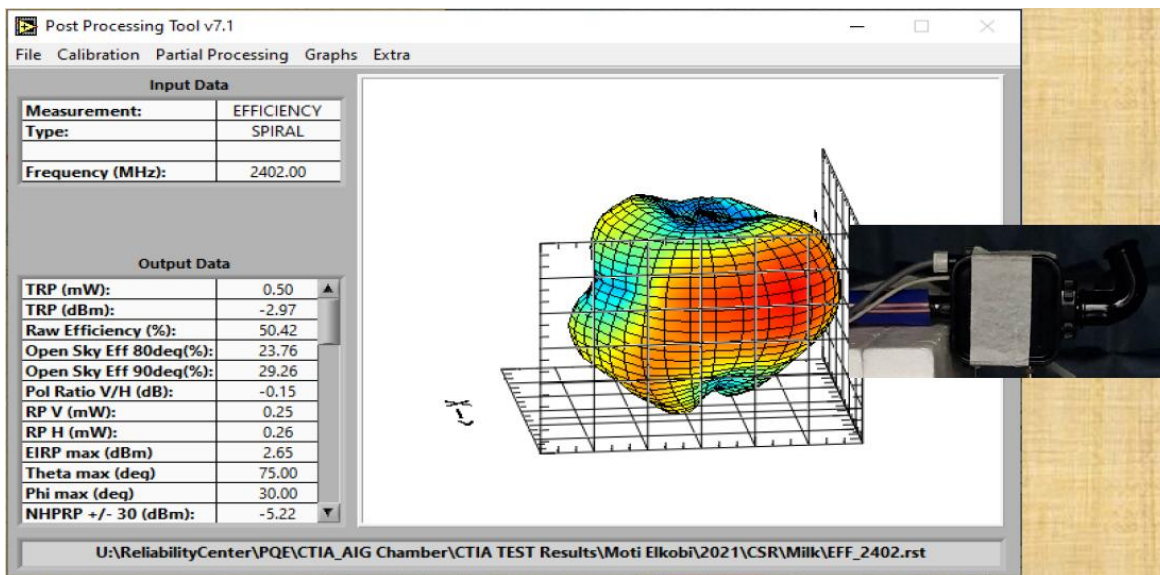 Post Processing Tool v7.1
File Calibration Partial Processing Graphs Extra
Input Data
Measurement: EFFICIENCY
Type: SPIRAL
Frequency (MHz): 2402.00
Output Data
TRP (mW): 0.50
TRP (dBm): -2.97
Raw Efficiency (%): 50.42
Open Sky Eff 80deg(%): 23.76
Open Sky Eff 90deg(%): 29.26
Pol Ratio V/H (dB): -0.15
RP V (mW): 0.25
RP H (mW): 0.26
EIRP max (dBm) 2.65
Theta max (deg) 75.00
Phi max (deg) 30.00
NHPRP +/- 30 (dBm): -5.22
U:\ReliabilityCenter\PQE\CTIA_AIG Chamber\CTIA TEST Results\Moti Elkobi\2021\CSR\Milk\EFF_2402.rst